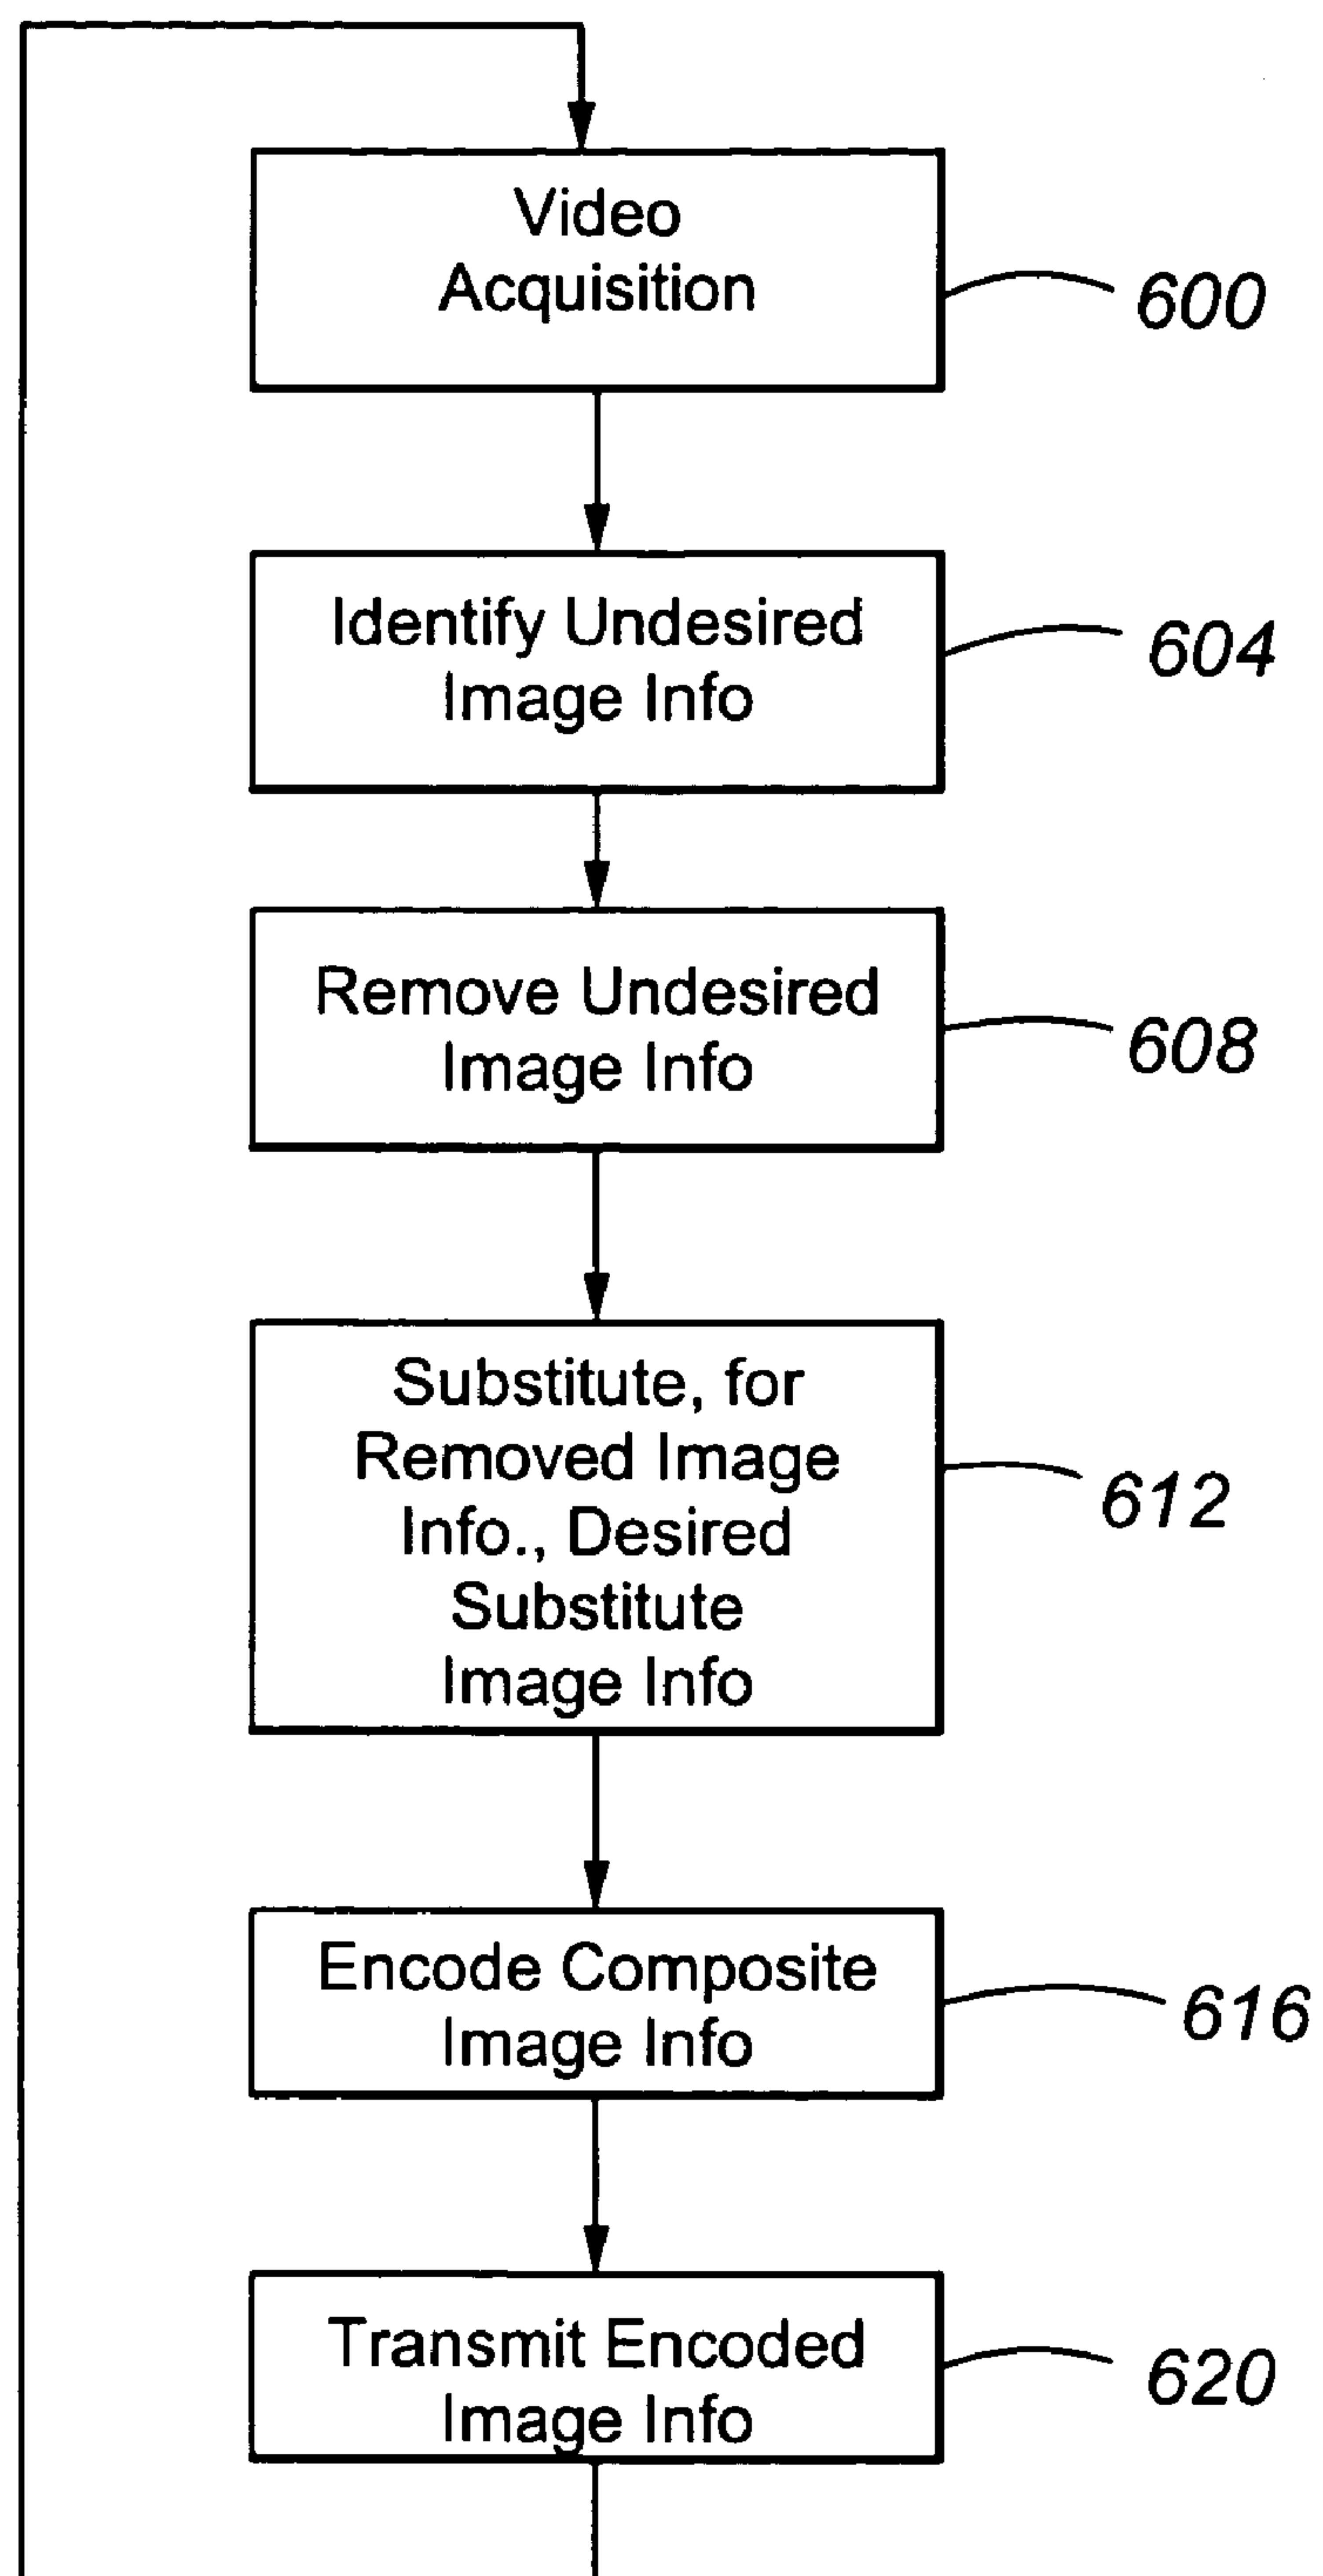 Video
Acquisition
600
Identify Undesired
Image Info
604
Remove Undesired
Image Info
608
Substitute, for
Removed Image
Info., Desired
Substitute
Image Info
612
Encode Composite
Image Info
616
Transmit Encoded
Image Info
620